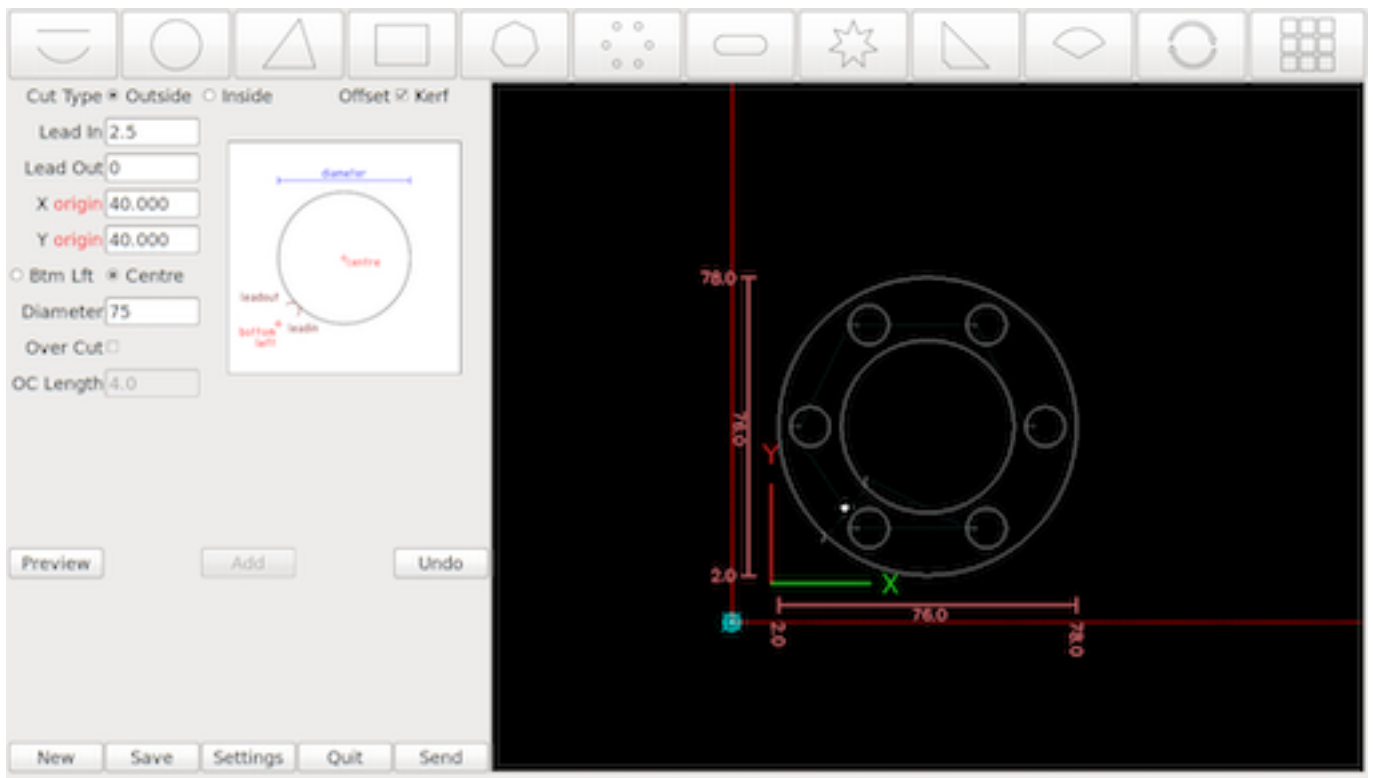 Cut Type Outside Inside Offset Kerf
Lead In 2.5
Lead Out 0
X origin 40.000
Y origin 40.000
Btm Lft Centre
Diameter 75
Over Cut
OC Length 4.0
diameter
centre
leadout
leadin
bottom
left
Preview Add Undo
New Save Settings Quit Send
78.0
76.0
2.0
Y
X
76.0
2.0
78.0